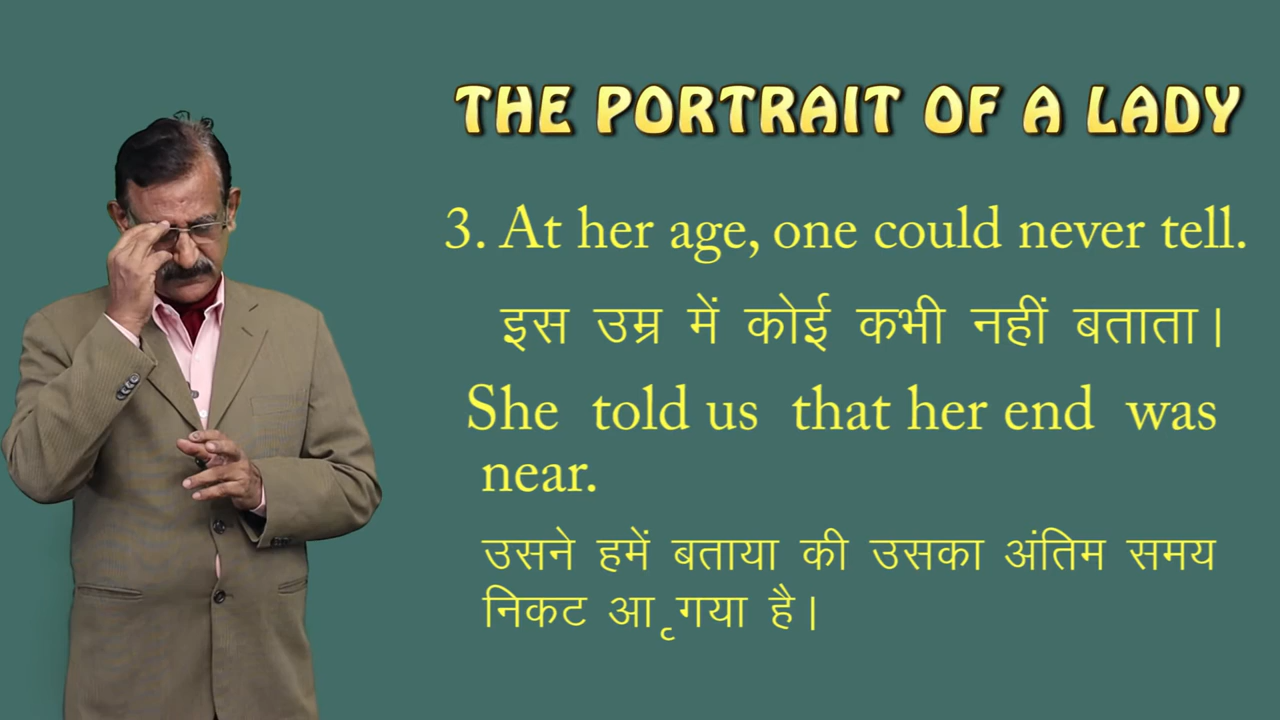 THE PORTRAIT OF A LADY
3. At her age, one could never tell.
इस उम्र में कोई कभी नहीं बताता।
She told us that her end was
near.
उसने हमें बताया की उसका अंतिम समय
निकट आ ृगया है।